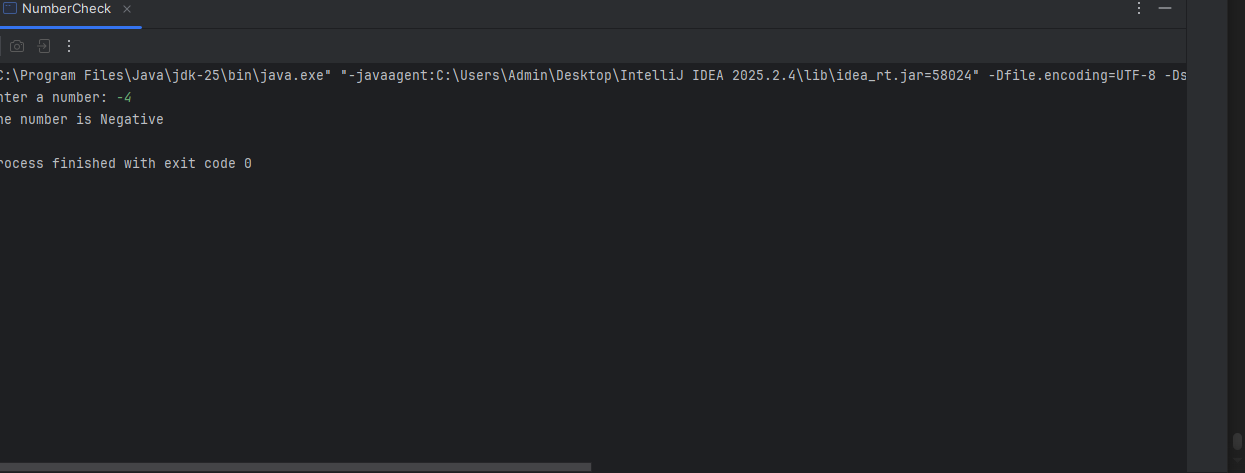 NumberCheck
C:\Program Files\Java\jdk-25\bin\java.exe" "-javaagent:C:\Users\Admin\Desktop\IntelliJ IDEA 2025.2.4\lib\idea_rt.jar=58024" -Dfile.encoding=UTF-8 -Ds
nter a number: -4
he number is Negative
rocess finished with exit code 0